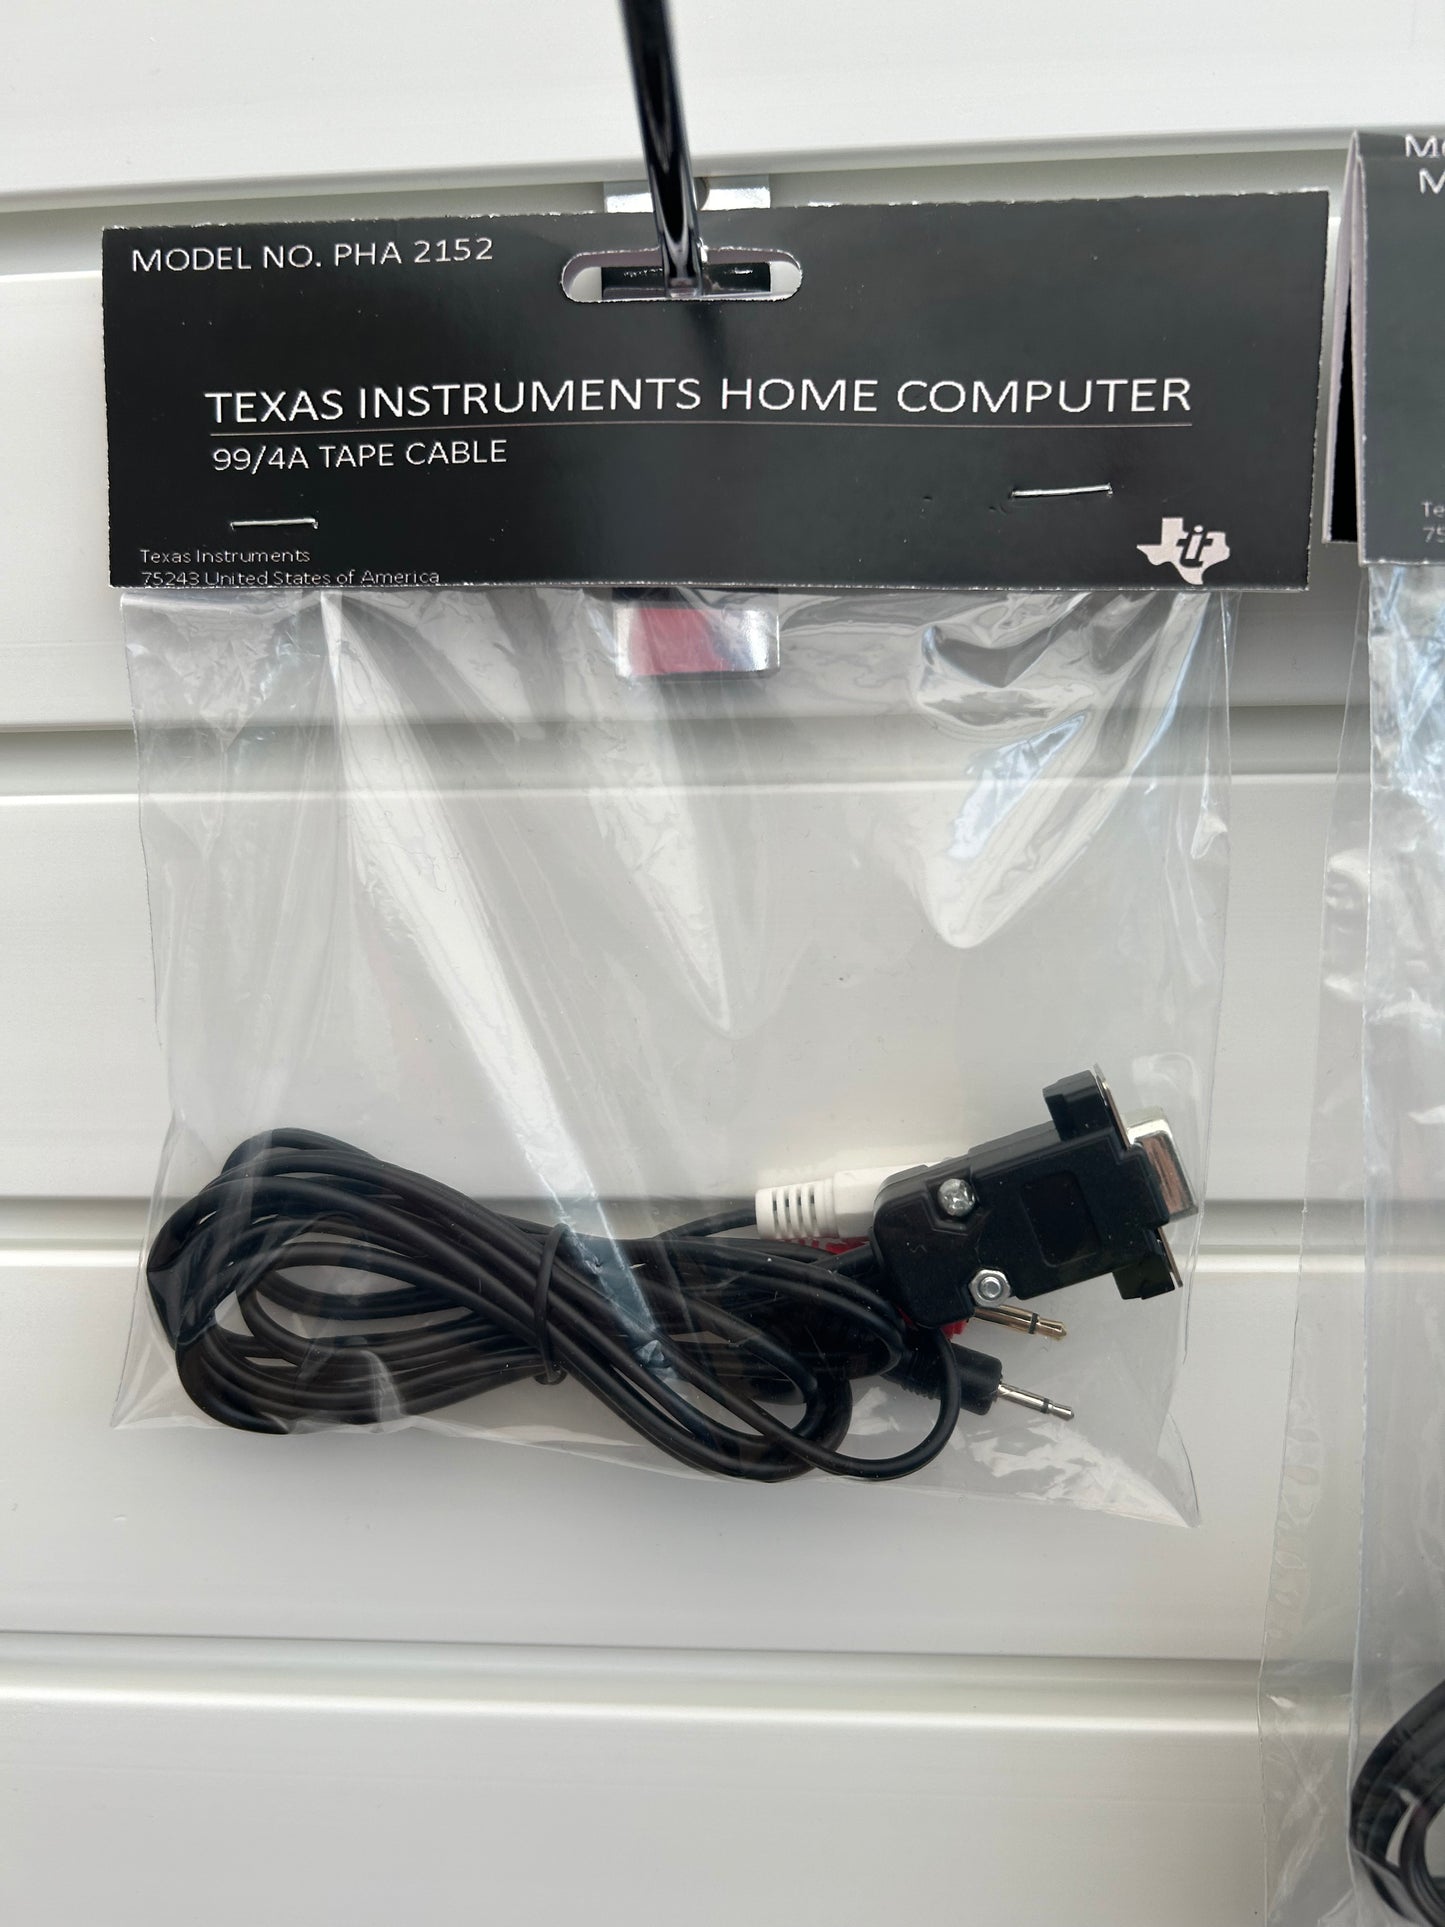 MODEL NO. PHA 2152
TEXAS INSTRUMENTS HOME COMPUTER
99/4A TAPE CABLE
Texas Instruments
75243 United States of America